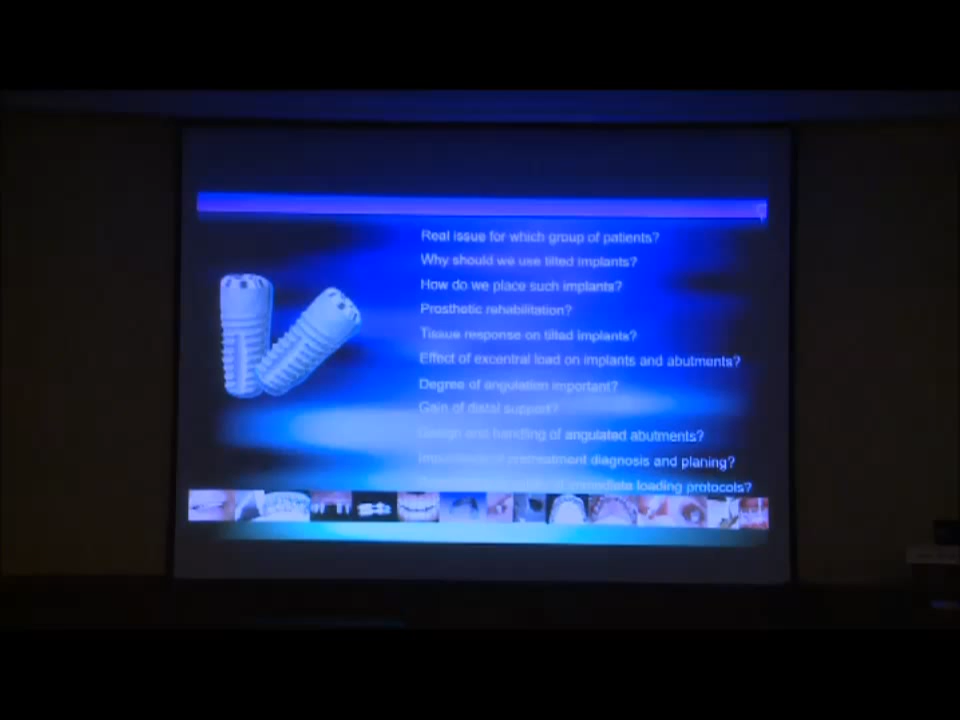 Real issue for which group of patients?
Why should we use tilted implants?
How do we place such implants?
Prosthetic rehabilitation?
Tissue response on tilted implants?
Effect of excentral load on implants and abutments?
Degree of angulation important?
Gain of distal support?
Design and handling of angulated abutments?
pretreatment diagnosis and planing?
immediate loading protocols?